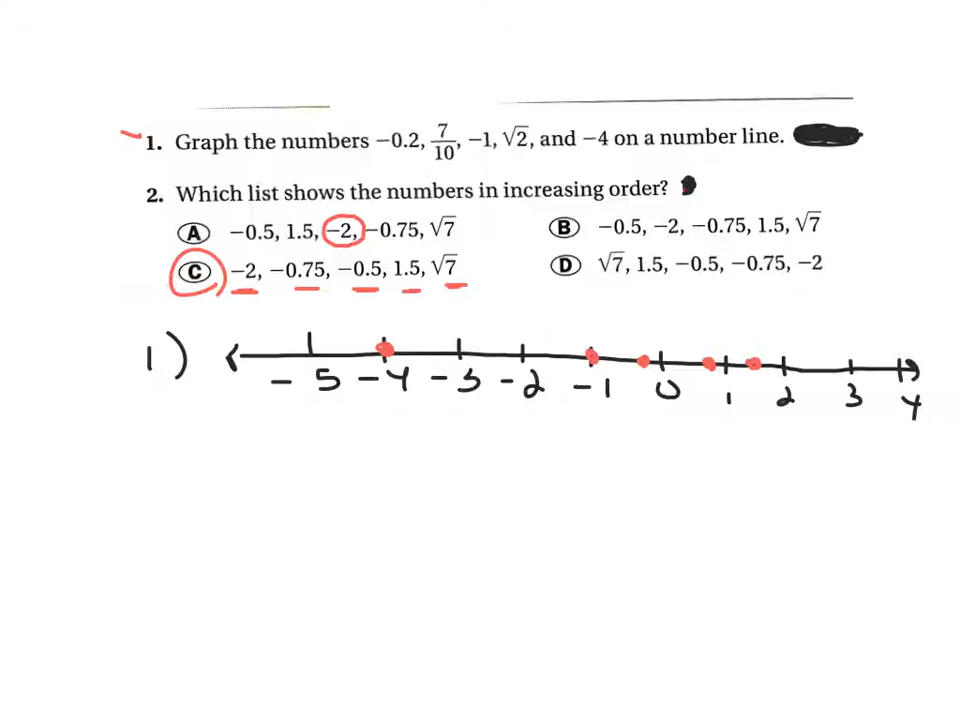 1. Graph the numbers −0.2, 7/10, −1, √2, and −4 on a number line.
2. Which list shows the numbers in increasing order?
A −0.5, 1.5, −2, −0.75, √7
B −0.5, −2, −0.75, 1.5, √7
C −2, −0.75, −0.5, 1.5, √7
D √7, 1.5, −0.5, −0.75, −2
1)
−5 −4 −3 −2 −1 0 1 2 3 4